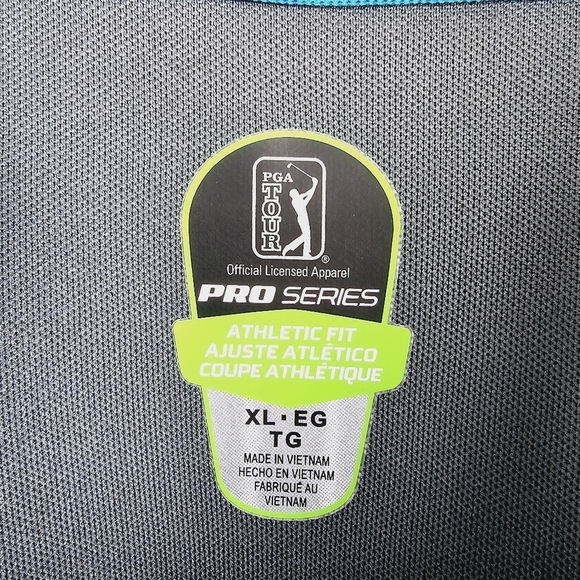 PGA
TOUR
®
Official Licensed Apparel
PRO SERIES
ATHLETIC FIT
AJUSTE ATLÉTICO
COUPE ATHLÉTIQUE
XL · EG
TG
MADE IN VIETNAM
HECHO EN VIETNAM
FABRIQUÉ AU
VIETNAM